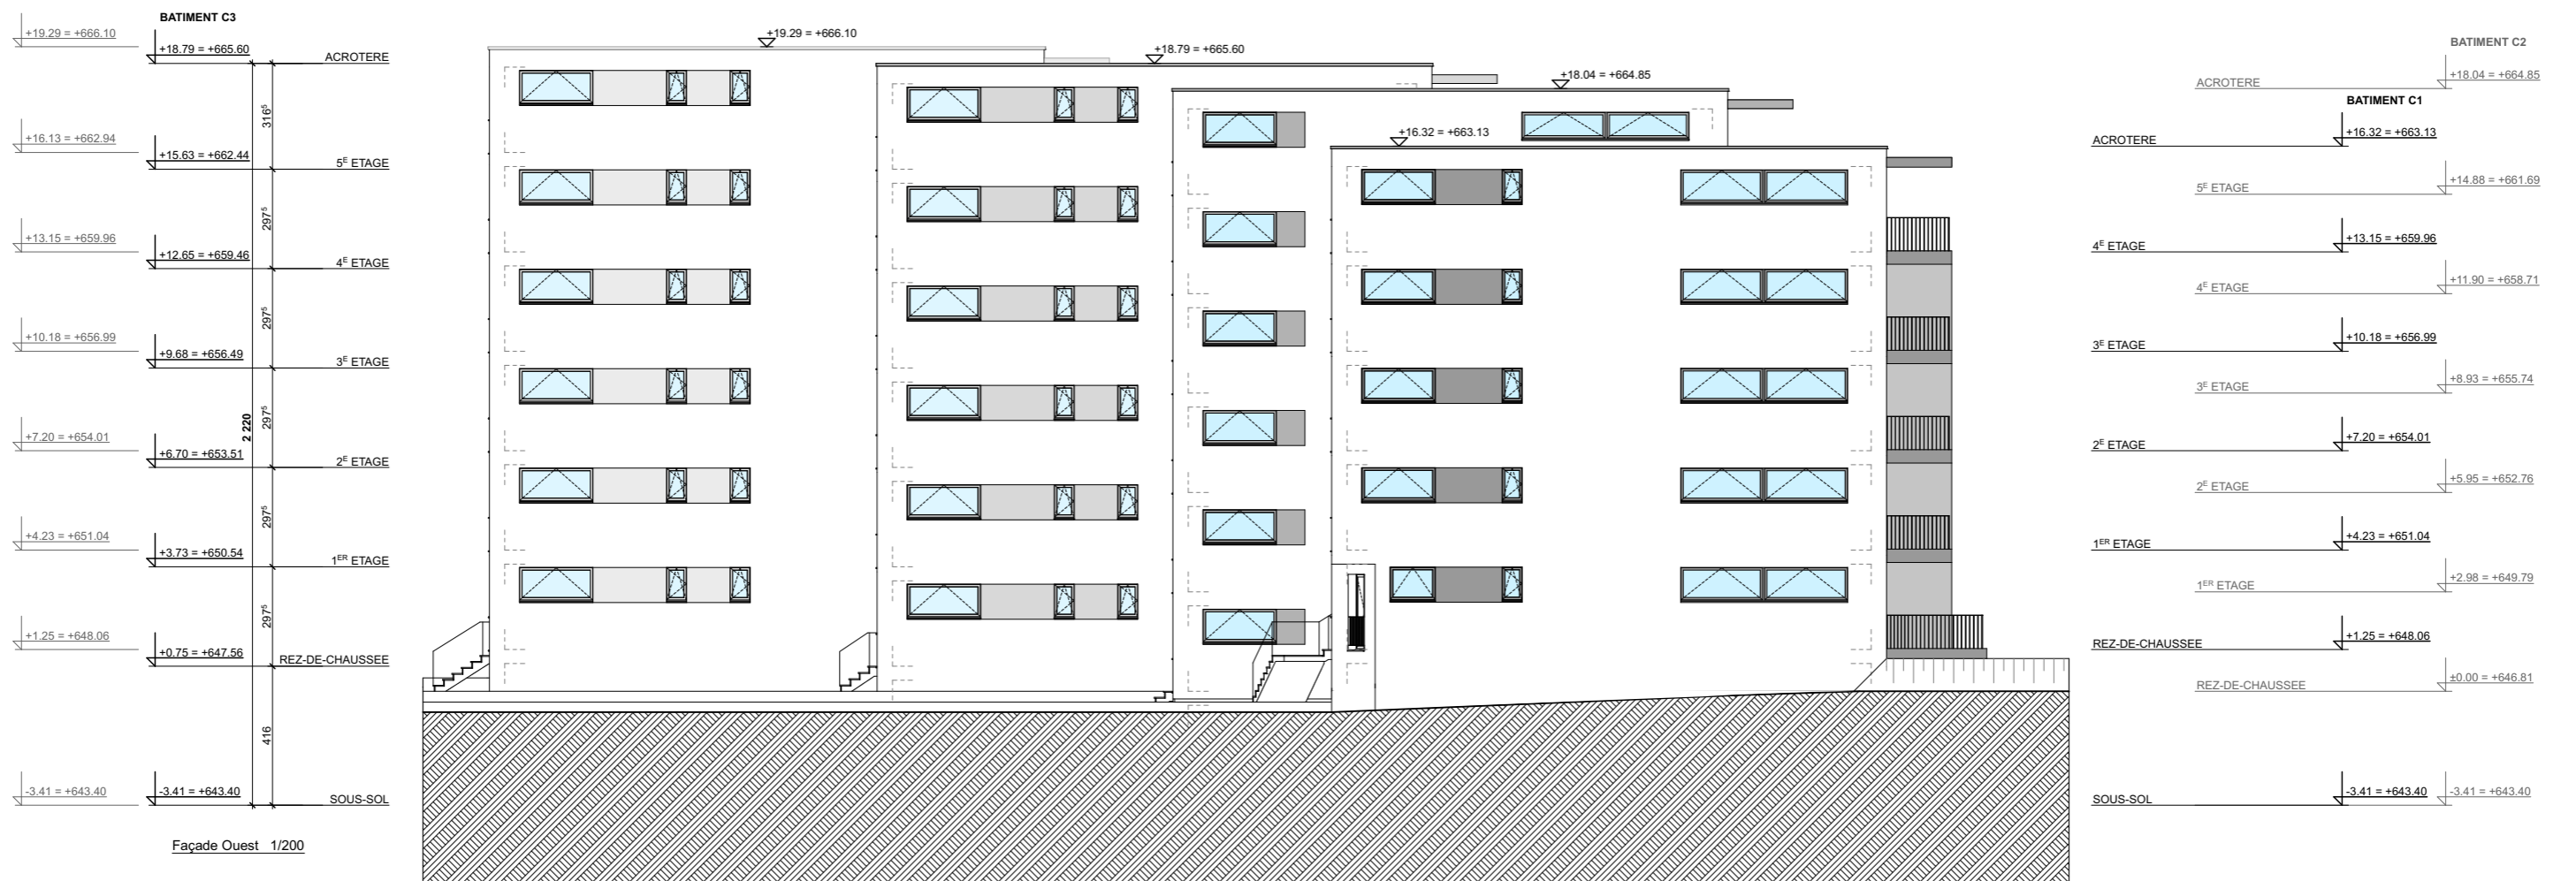 BATIMENT C3
+19.29 = +666.10
+18.79 = +665.60
ACROTERE
316⁵
+16.13 = +662.94
+15.63 = +662.44
5ᴱ ETAGE
297⁵
+13.15 = +659.96
+12.65 = +659.46
4ᴱ ETAGE
297⁵
+10.18 = +656.99
+9.68 = +656.49
3ᴱ ETAGE
2 220
297⁵
+7.20 = +654.01
+6.70 = +653.51
2ᴱ ETAGE
297⁵
+4.23 = +651.04
+3.73 = +650.54
1ᴱᴿ ETAGE
297⁵
+1.25 = +648.06
+0.75 = +647.56
REZ-DE-CHAUSSEE
416
-3.41 = +643.40
-3.41 = +643.40
SOUS-SOL
Façade Ouest 1/200
+19.29 = +666.10
+18.79 = +665.60
+18.04 = +664.85
+16.32 = +663.13
BATIMENT C2
ACROTERE
+18.04 = +664.85
BATIMENT C1
ACROTERE
+16.32 = +663.13
5ᴱ ETAGE
+14.88 = +661.69
4ᴱ ETAGE
+13.15 = +659.96
4ᴱ ETAGE
+11.90 = +658.71
3ᴱ ETAGE
+10.18 = +656.99
3ᴱ ETAGE
+8.93 = +655.74
2ᴱ ETAGE
+7.20 = +654.01
2ᴱ ETAGE
+5.95 = +652.76
1ᴱᴿ ETAGE
+4.23 = +651.04
1ᴱᴿ ETAGE
+2.98 = +649.79
REZ-DE-CHAUSSEE
+1.25 = +648.06
REZ-DE-CHAUSSEE
±0.00 = +646.81
SOUS-SOL
-3.41 = +643.40
-3.41 = +643.40